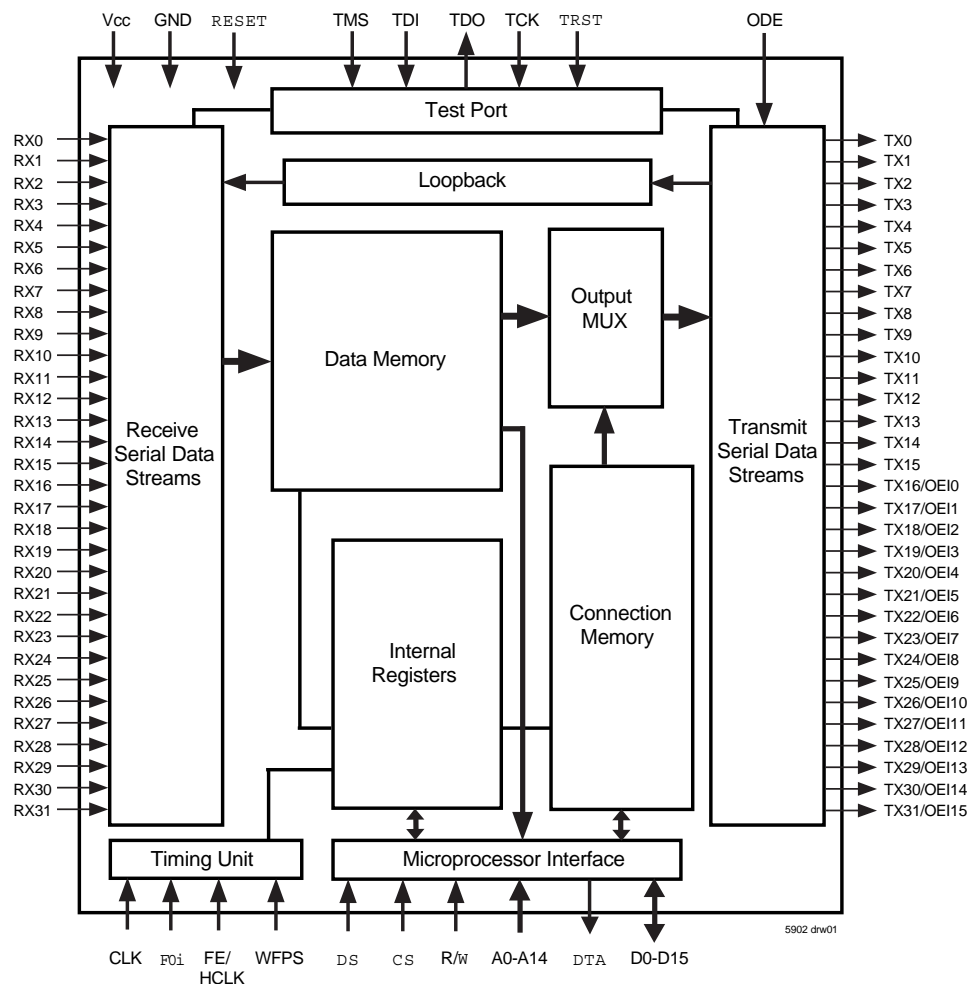 Vcc GND RESET TMS TDI TDO TCK TRST ODE
Test Port
Loopback
RX0
RX1
RX2
RX3
RX4
RX5
RX6
RX7
RX8
RX9
RX10
RX11
RX12
RX13
RX14
RX15
RX16
RX17
RX18
RX19
RX20
RX21
RX22
RX23
RX24
RX25
RX26
RX27
RX28
RX29
RX30
RX31
Receive
Serial Data
Streams
Data Memory
Output
MUX
Internal
Registers
Connection
Memory
Transmit
Serial Data
Streams
TX0
TX1
TX2
TX3
TX4
TX5
TX6
TX7
TX8
TX9
TX10
TX11
TX12
TX13
TX14
TX15
TX16/OEI0
TX17/OEI1
TX18/OEI2
TX19/OEI3
TX20/OEI4
TX21/OEI5
TX22/OEI6
TX23/OEI7
TX24/OEI8
TX25/OEI9
TX26/OEI10
TX27/OEI11
TX28/OEI12
TX29/OEI13
TX30/OEI14
TX31/OEI15
Timing Unit
Microprocessor Interface
5902 drw01
CLK F0i FE/
HCLK WFPS DS CS R/W A0-A14 DTA D0-D15